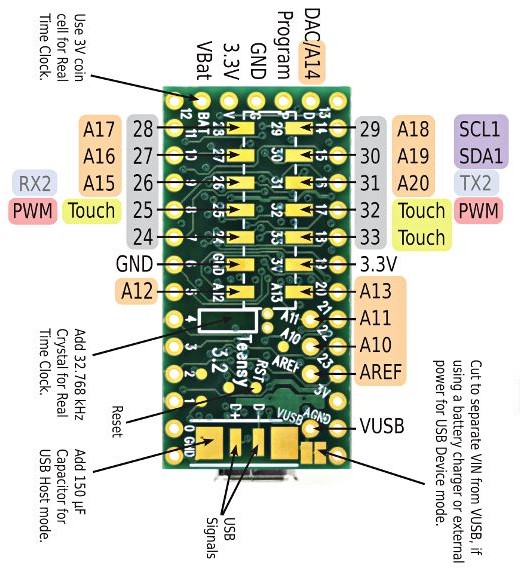 Use 3V coin
cell for Real
Time Clock.
VBat
3.3V
GND
Program
DAC/A14
12
BAT
V
G
P
D
13
A17 28
11
28
29
14
29 A18 SCL1
A16 27
10
27
30
15
30 A19 SDA1
RX2 A15 26
9
26
31
16
31 A20 TX2
PWM Touch 25
8
25
32
17
32 Touch PWM
24
7
24
33
18
33 Touch
GND
6
GND
3V
19
3.3V
A12
5
A12
A13
20
A13
4
A11
21
A11
3
A10
22
A10
Teensy
3.2
2
RST
AREF
23
AREF
1
3V
D+
D-
0
GND
VUSB
AGND
VUSB
Add 32.768 kHz
Crystal for Real
Time Clock.
Reset
Add 150 µF
Capacitor for
USB Host mode.
USB
Signals
Cut to separate VIN from VUSB, if
using a battery charger or external
power for USB Device mode.